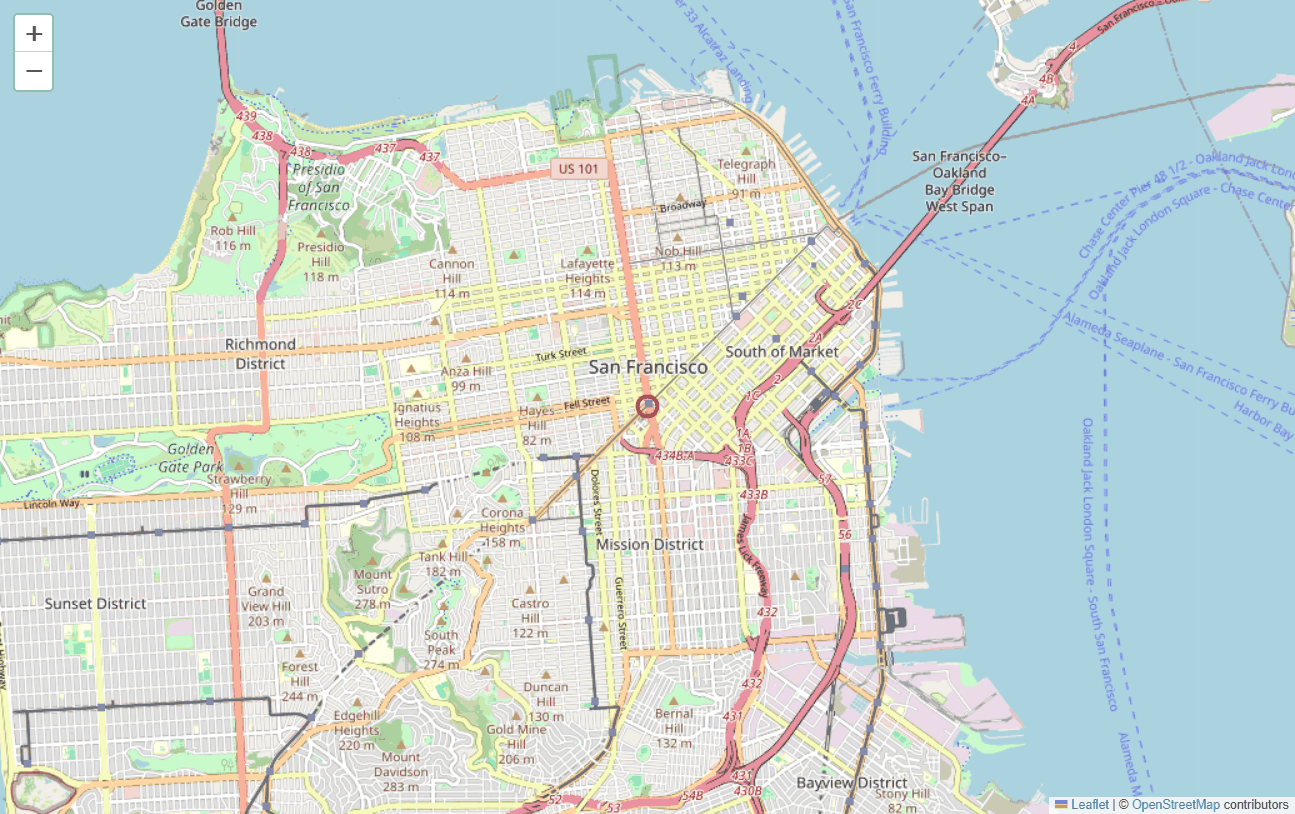 Golden
Gate Bridge
+
−
er 33 Alcatraz Landing
San Francisco Ferry Building
San Francisco – Oa
4
4B
4A
439
438
438
437
437
US 101
Presidio
of San
Francisco
Telegraph
Hill
91 m
San Francisco–
Oakland
Bay Bridge
West Span
Chase Center Pier 48 1/2 - Oakland Jack Lon
Oakland Jack London Square - Chase Center
Broadway
Rob Hill
116 m
Presidio
Hill
118 m
Cannon
Hill
114 m
Lafayette
Heights
114 m
Nob Hill
113 m
2C
2A
Alameda Seaplane - San Francisco Ferry Bu
Harbor Bay
Richmond
District
Turk Street
San Francisco
South of Market
Anza Hill
99 m
2
1C
Ignatius
Heights
108 m
Hayes
Hill
82 m
Fell Street
1A
1B
434B;A
433C
Golden
Gate Park
Strawberry
Hill
129 m
Lincoln Way
Dolores Street
57
433B
Oakland Jack London Square - South San Francisco
Corona
Heights
158 m
James Lick Freeway
56
Mission District
Tank Hill
182 m
Mount
Sutro
278 m
Sunset District
Grand
View Hill
203 m
Castro
Hill
122 m
Guerrero Street
432
South
Peak
274 m
Forest
Hill
244 m
Duncan
Hill
130 m
432
Edgehill
Heights
220 m
Gold Mine
Hill
206 m
Bernal
Hill
132 m
431
Alameda M
Mount
Davidson
283 m
431
430B
Bayview District
Stony Hill
82 m
52
53
54B
Highway
Leaflet | © OpenStreetMap contributors